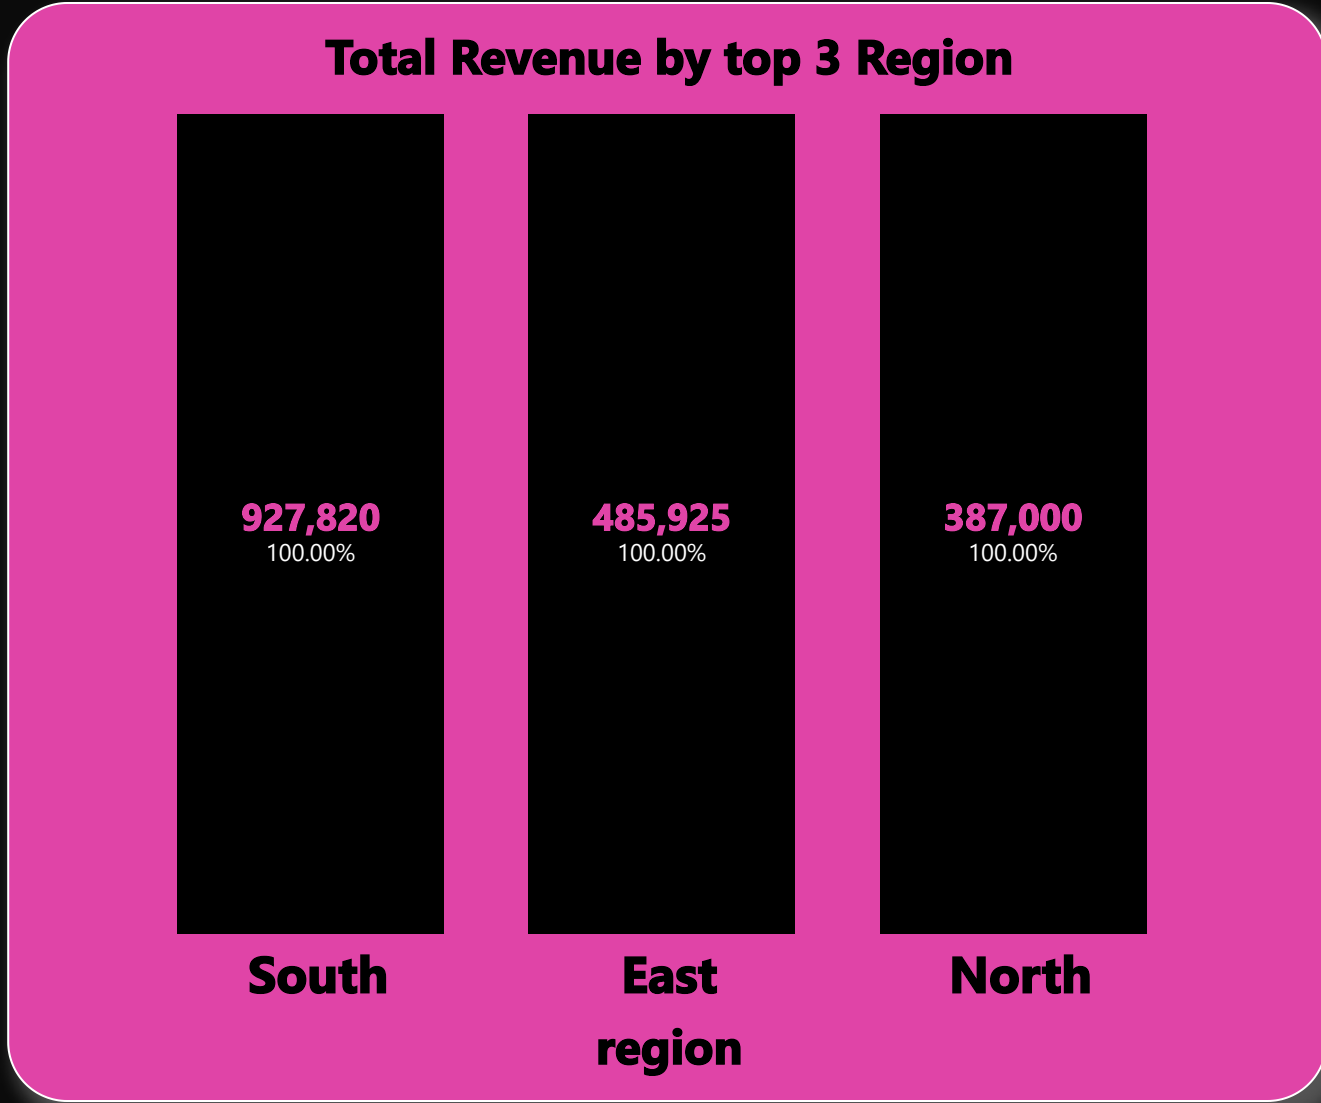 Total Revenue by top 3 Region
927,820 485,925 387,000
100.00% 100.00% 100.00%
South East North
region